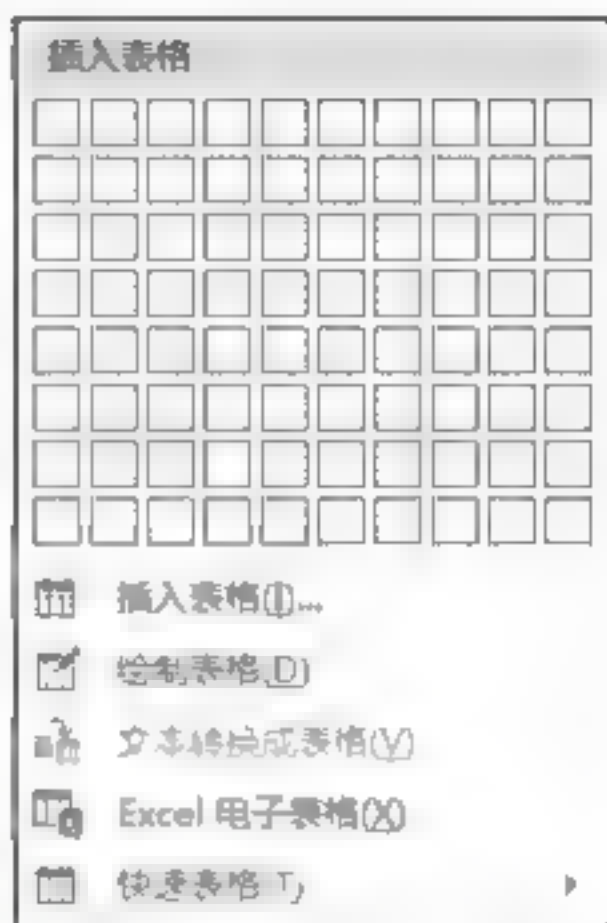 插入表格
插入表格(I)...
绘制表格(D)
文本转换成表格(V)
Excel 电子表格(X)
快速表格(T)